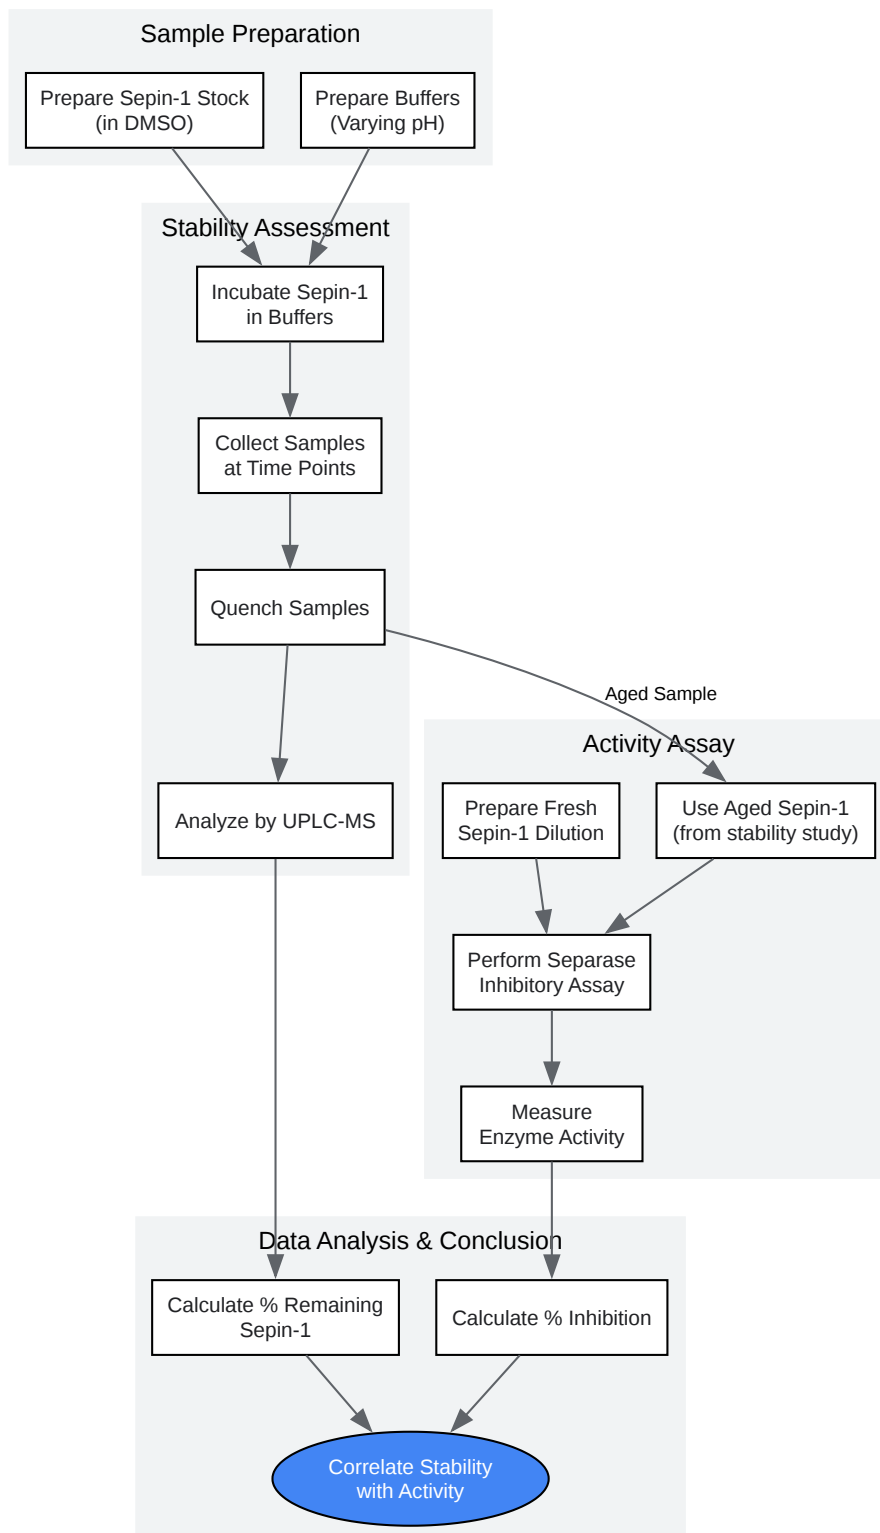 Sample Preparation
Prepare Sepin-1 Stock
(in DMSO)
Prepare Buffers
(Varying pH)
Stability Assessment
Incubate Sepin-1
in Buffers
Collect Samples
at Time Points
Quench Samples
Aged Sample
Analyze by UPLC-MS
Activity Assay
Prepare Fresh
Sepin-1 Dilution
Use Aged Sepin-1
(from stability study)
Perform Separase
Inhibitory Assay
Measure
Enzyme Activity
Data Analysis & Conclusion
Calculate % Remaining
Sepin-1
Calculate % Inhibition
Correlate Stability
with Activity